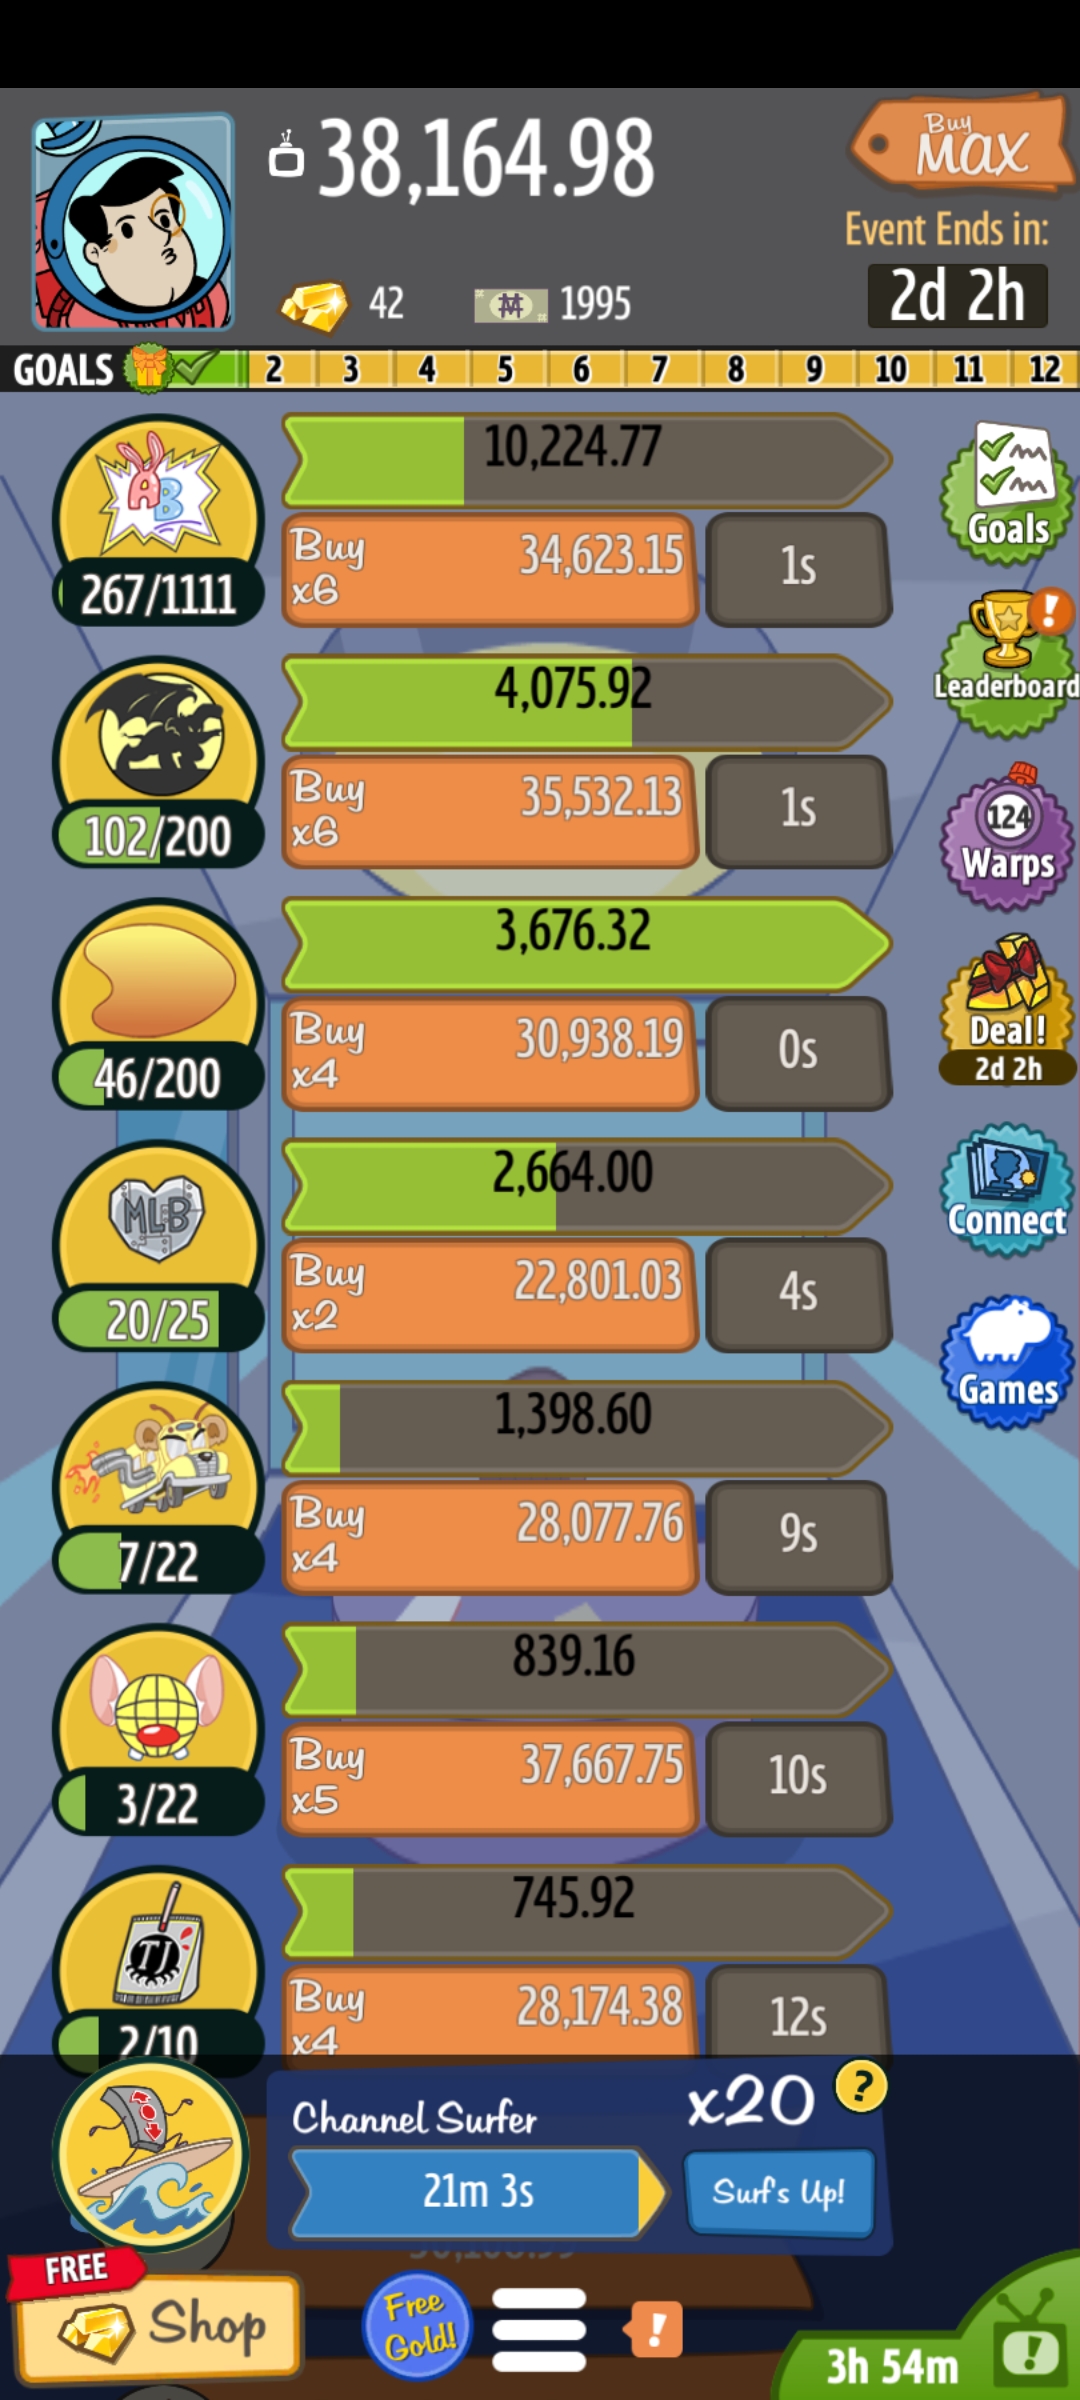 38,164.98
Buy
MAX
Event Ends in:
42
1995
2d 2h
GOALS 2 3 4 5 6 7 8 9 10 11 12
AB
267/1111
10,224.77
Buy
x6
34,623.15
1s
Goals
102/200
4,075.92
Buy
x6
35,532.13
1s
Leaderboard
124
Warps
46/200
3,676.32
Buy
x4
30,938.19
0s
Deal!
2d 2h
MLB
20/25
2,664.00
Buy
x2
22,801.03
4s
Connect
Games
7/22
1,398.60
Buy
x4
28,077.76
9s
3/22
839.16
Buy
x5
37,667.75
10s
TJ
2/10
745.92
Buy
x4
28,174.38
12s
Channel Surfer
x20
?
21m 3s
Surf's Up!
FREE
Shop
Free
Gold!
!
3h 54m
!